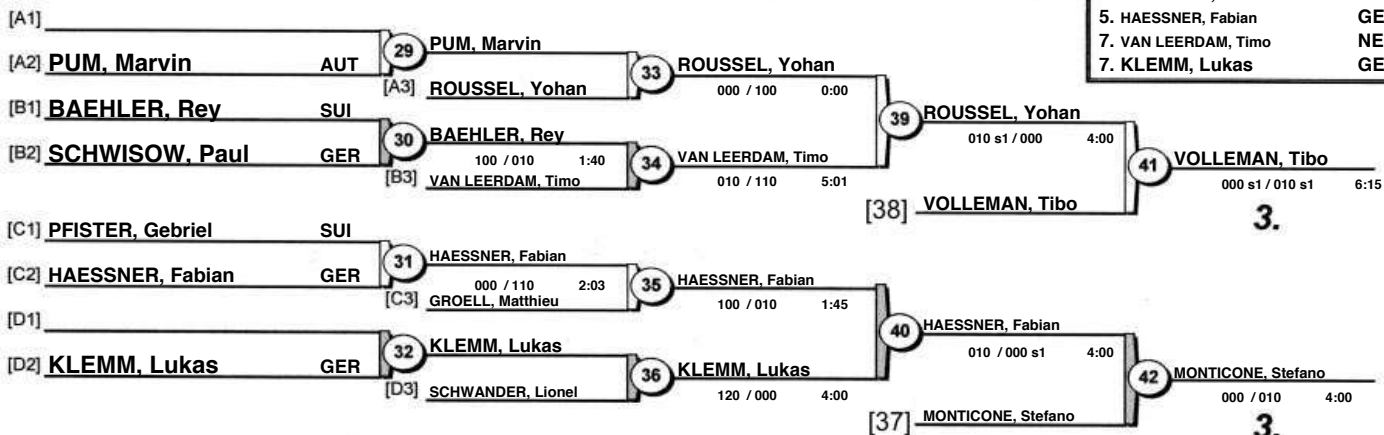 5. HAESSNER, Fabian GE
7. VAN LEERDAM, Timo NE
7. KLEMM, Lukas GE
[A1]
[A2] PUM, Marvin AUT
29 PUM, Marvin
[A3] ROUSSEL, Yohan
33 ROUSSEL, Yohan
000 / 100 0:00
[B1] BAEHLER, Rey SUI
[B2] SCHWISOW, Paul GER
30 BAEHLER, Rey
100 / 010 1:40
[B3] VAN LEERDAM, Timo
34 VAN LEERDAM, Timo
010 / 110 5:01
39 ROUSSEL, Yohan
010 s1 / 000 4:00
[38] VOLLEMAN, Tibo
41 VOLLEMAN, Tibo
000 s1 / 010 s1 6:15
3.
[C1] PFISTER, Gebriel SUI
[C2] HAESSNER, Fabian GER
31 HAESSNER, Fabian
000 / 110 2:03
[C3] GROELL, Matthieu
35 HAESSNER, Fabian
100 / 010 1:45
[D1]
[D2] KLEMM, Lukas GER
32 KLEMM, Lukas
[D3] SCHWANDER, Lionel
36 KLEMM, Lukas
120 / 000 4:00
40 HAESSNER, Fabian
010 / 000 s1 4:00
[37] MONTICONE, Stefano
42 MONTICONE, Stefano
000 / 010 4:00
3.